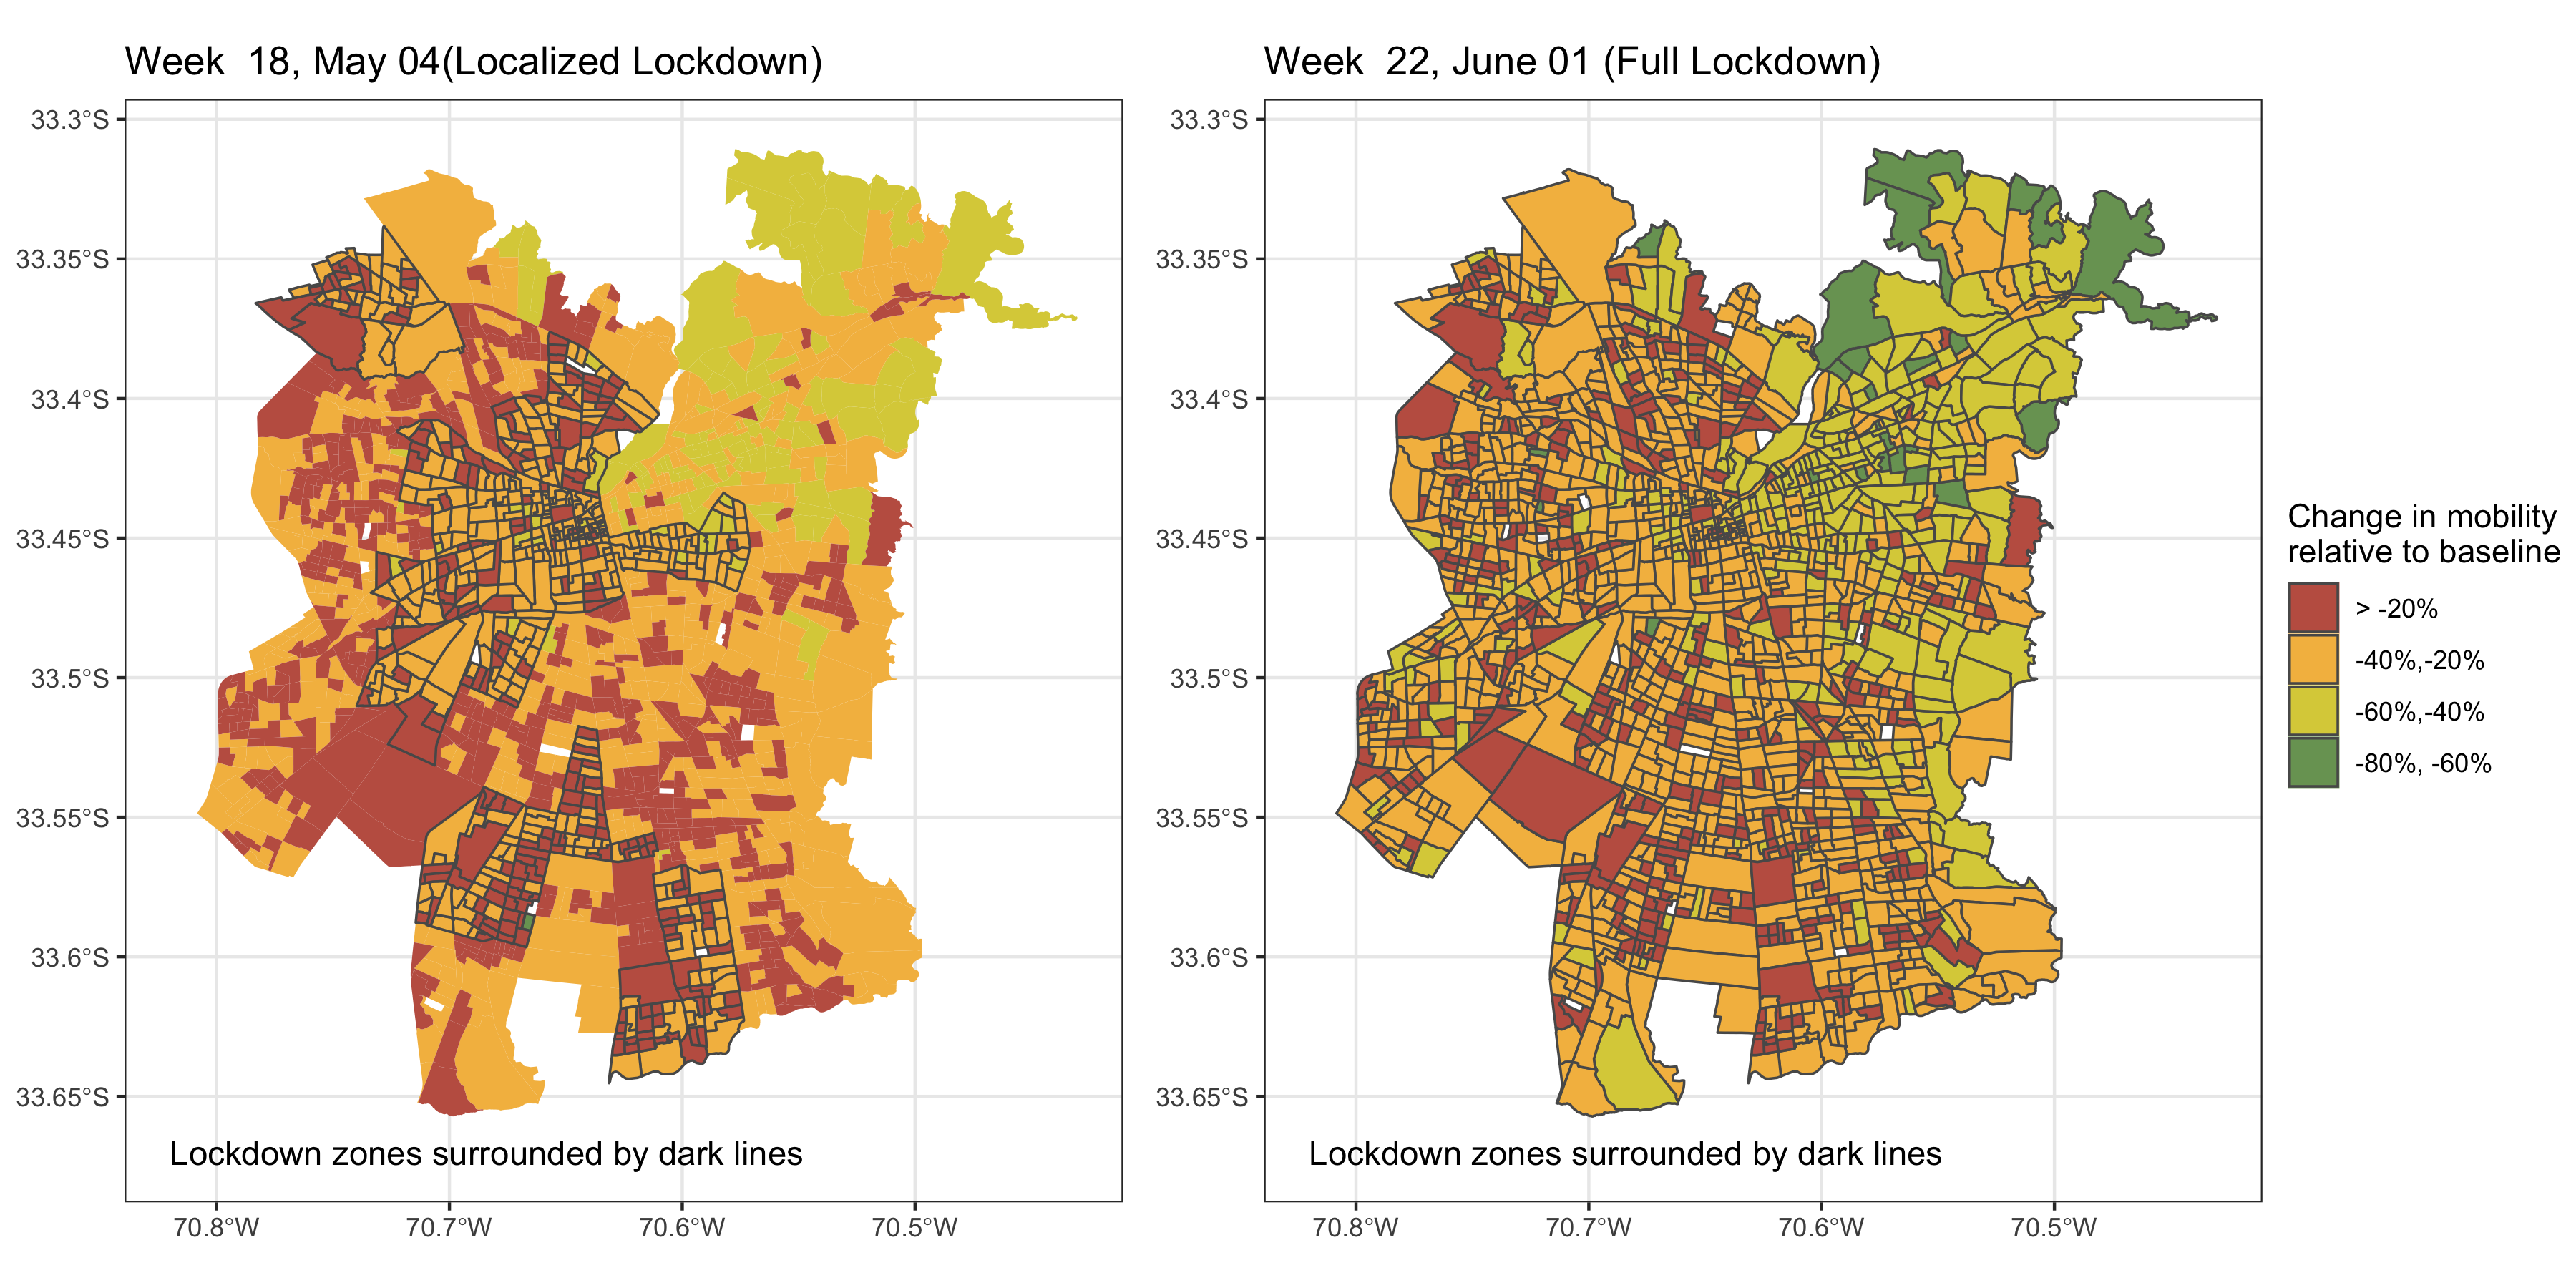 Week  18, May 04(Localized Lockdown)
33.3°S
33.35°S
33.4°S
33.45°S
33.5°S
33.55°S
33.6°S
33.65°S
Lockdown zones surrounded by dark lines
70.8°W 70.7°W 70.6°W 70.5°W
Week  22, June 01 (Full Lockdown)
33.3°S
33.35°S
33.4°S
33.45°S
33.5°S
33.55°S
33.6°S
33.65°S
Lockdown zones surrounded by dark lines
70.8°W 70.7°W 70.6°W 70.5°W
Change in mobility
relative to baseline
> -20%
-40%,-20%
-60%,-40%
-80%, -60%